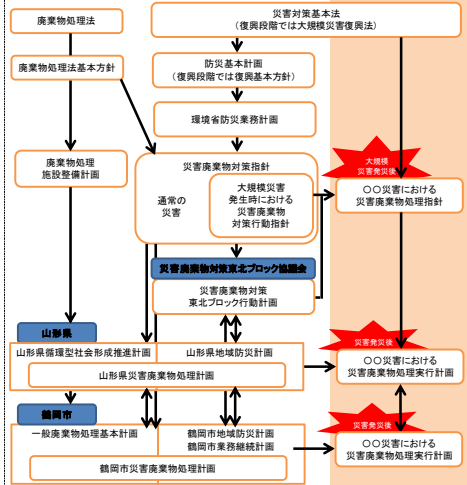 廃棄物処理法
災害対策基本法
(復興段階では大規模災害復興法)
廃棄物処理法基本方針
防災基本計画
(復興段階では復興基本方針)
環境省防災業務計画
廃棄物処理
施設整備計画
災害廃棄物対策指針
通常の
災害
大規模災害
発生時における
災害廃棄物
対策行動指針
大規模
災害発災後
〇〇災害における
災害廃棄物処理指針
災害廃棄物対策東北ブロック協議会
災害廃棄物対策
東北ブロック行動計画
山形県
山形県循環型社会形成推進計画
山形県地域防災計画
山形県災害廃棄物処理計画
災害発災後
〇〇災害における
災害廃棄物処理実行計画
鶴岡市
一般廃棄物処理基本計画
鶴岡市地域防災計画
鶴岡市業務継続計画
鶴岡市災害廃棄物処理計画
災害発災後
〇〇災害における
災害廃棄物処理実行計画